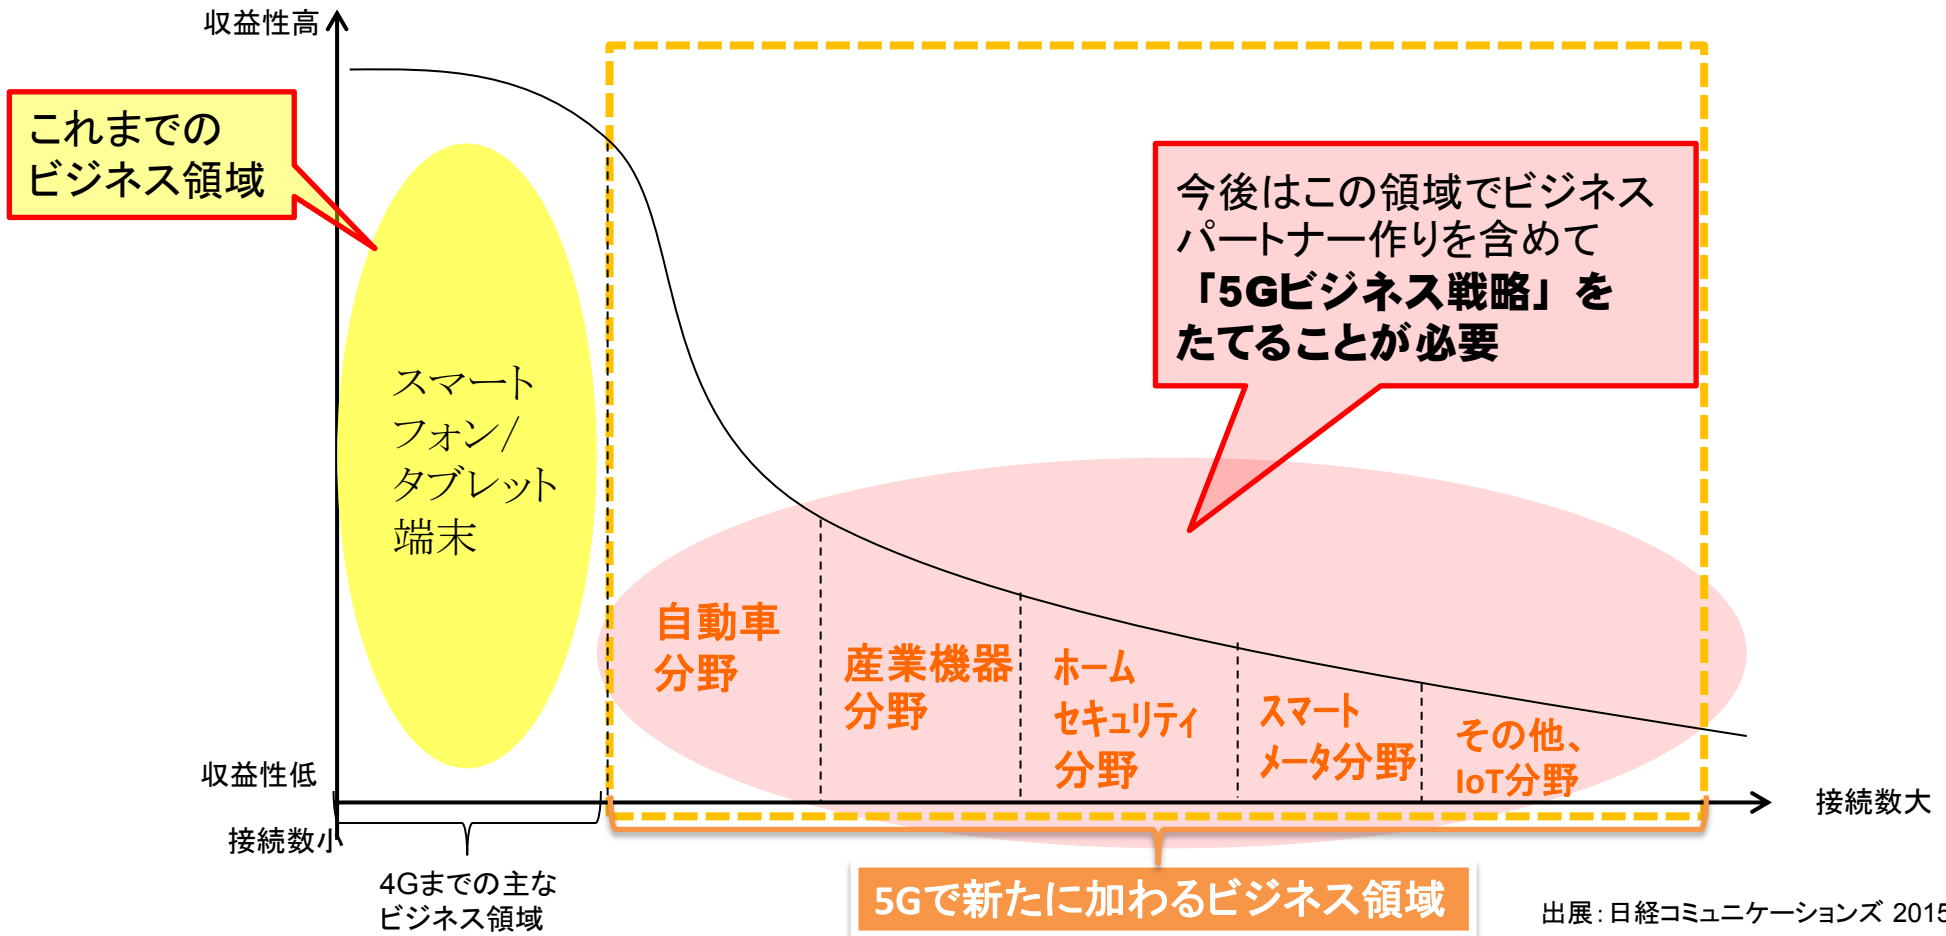 収益性高
これまでの
ビジネス領域
今後はこの領域でビジネス
パートナー作りを含めて
「5Gビジネス戦略」を
たてることが必要
スマート
フォン/
タブレット
端末
自動車
分野
産業機器
分野
ホーム
セキュリティ
分野
スマート
メータ分野
その他、
IoT分野
収益性低
接続数小
接続数大
4Gまでの主な
ビジネス領域
5Gで新たに加わるビジネス領域
出展:日経コミュニケーションズ 2015